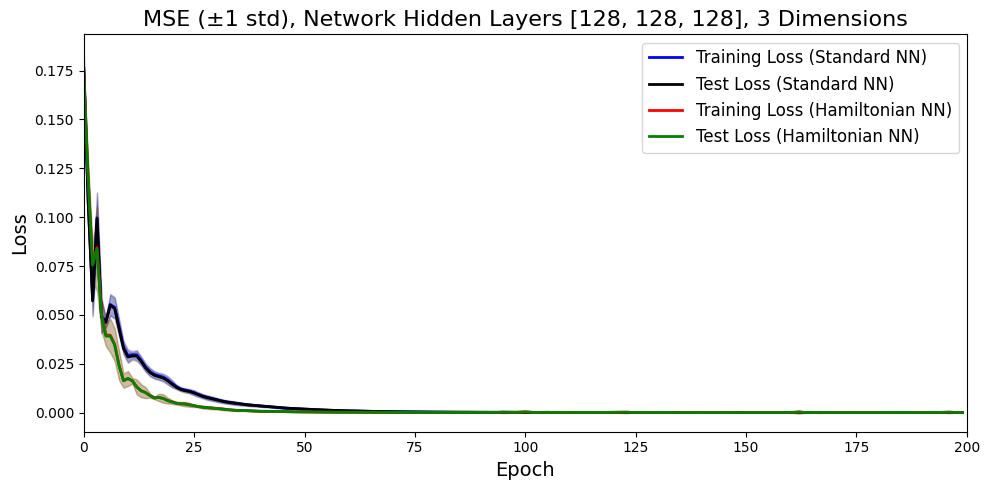 MSE (±1 std), Network Hidden Layers [128, 128, 128], 3 Dimensions
Training Loss (Standard NN)
Test Loss (Standard NN)
Training Loss (Hamiltonian NN)
Test Loss (Hamiltonian NN)
Loss
0.175
0.150
0.125
0.100
0.075
0.050
0.025
0.000
0 25 50 75 100 125 150 175 200
Epoch